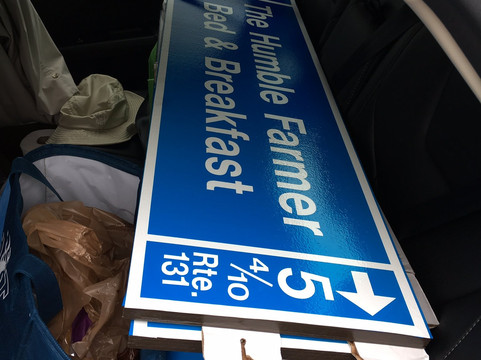 The Humble Farmer
Bed & Breakfast
5 4/10
Rte.
131